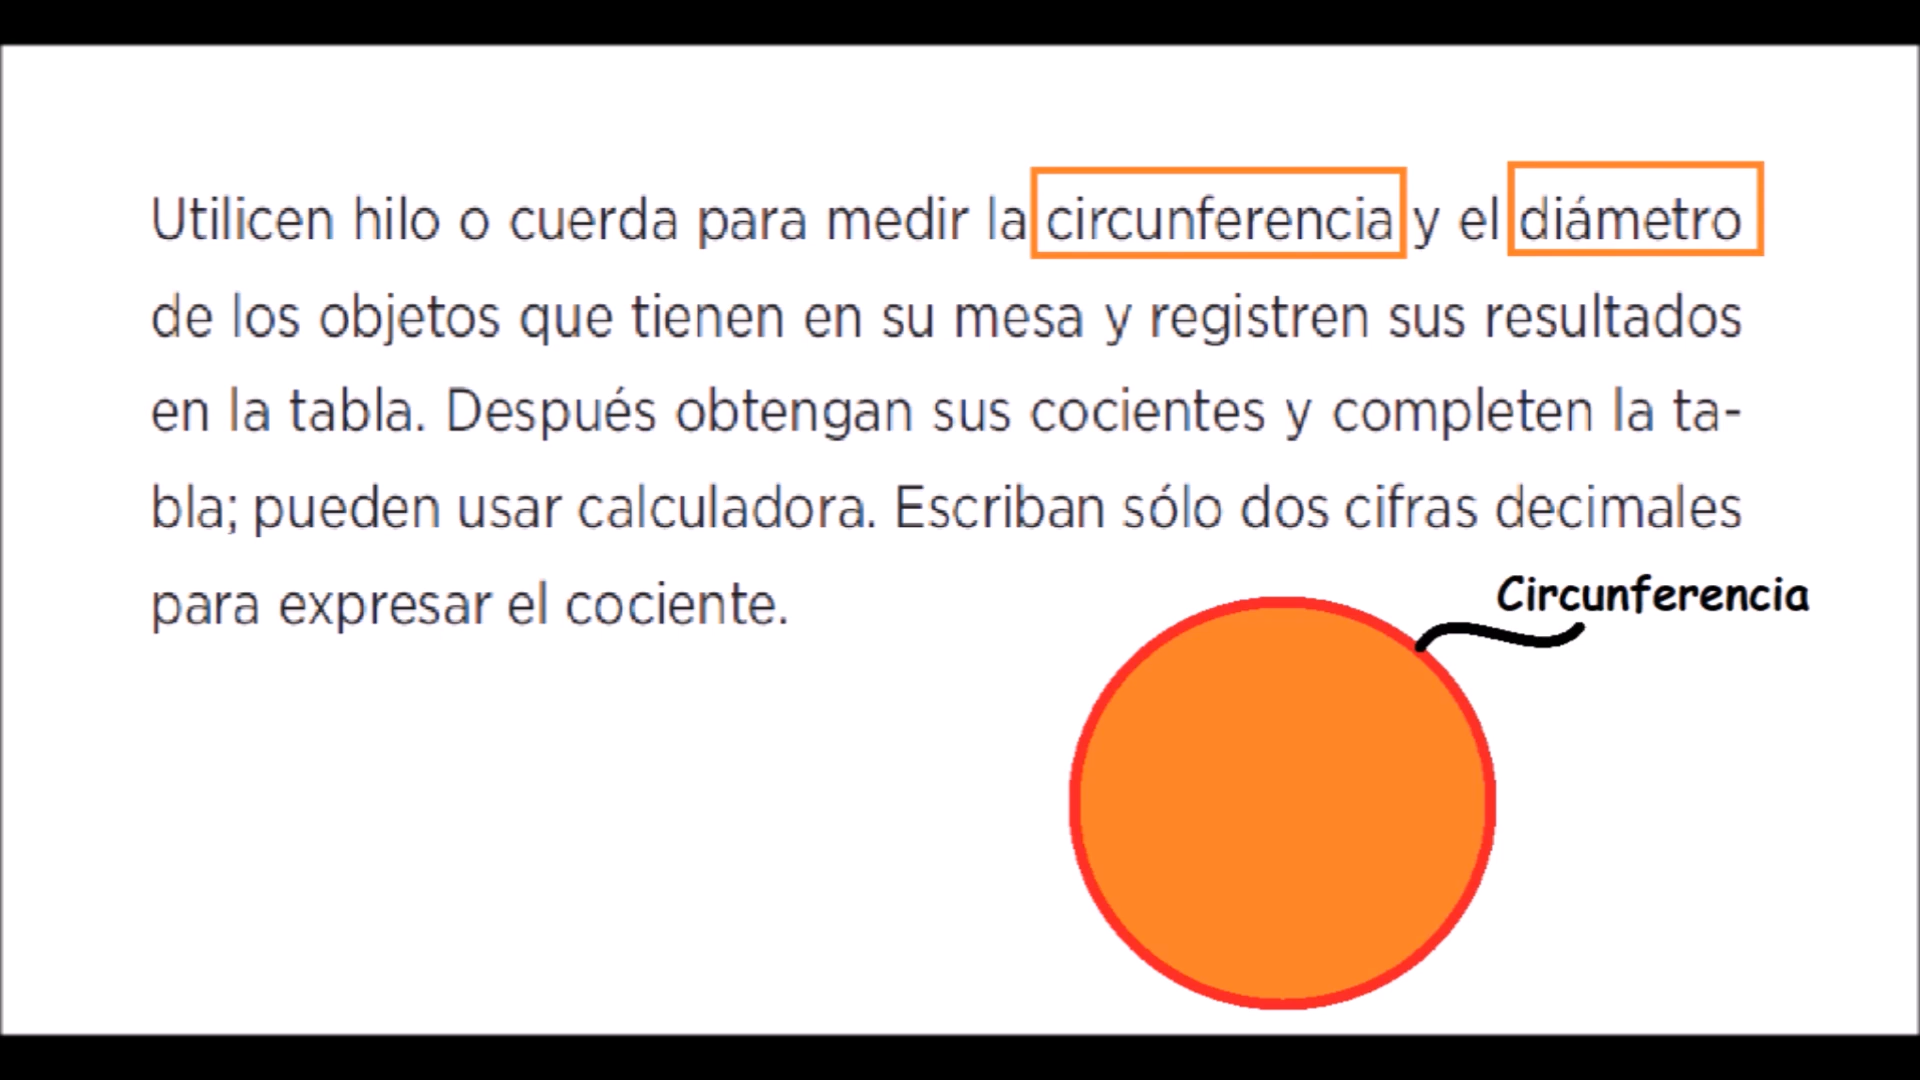 Utilicen hilo o cuerda para medir la circunferencia y el diámetro
de los objetos que tienen en su mesa y registren sus resultados
en la tabla. Después obtengan sus cocientes y completen la ta-
bla; pueden usar calculadora. Escriban sólo dos cifras decimales
para expresar el cociente.
Circunferencia